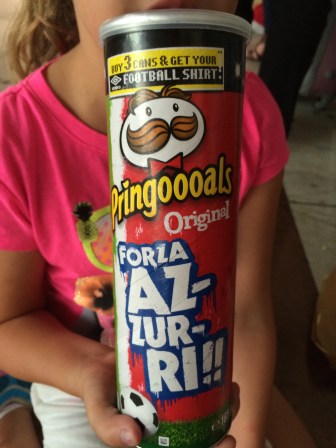 BUY 3 CANS & GET YOUR
FOOTBALL SHIRT!
Pringoooals
Original
FORZA
AZ-
ZUR-
RI!!